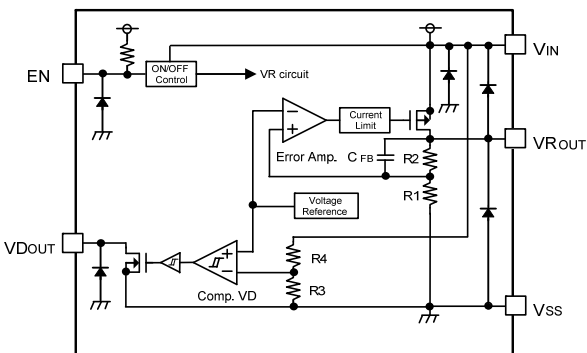 EN
ON/OFF
Control
VR circuit
VIN
Current
Limit
Error Amp.
CFB
R2
VROUT
R1
Voltage
Reference
VDOUT
R4
R3
Comp. VD
VSS